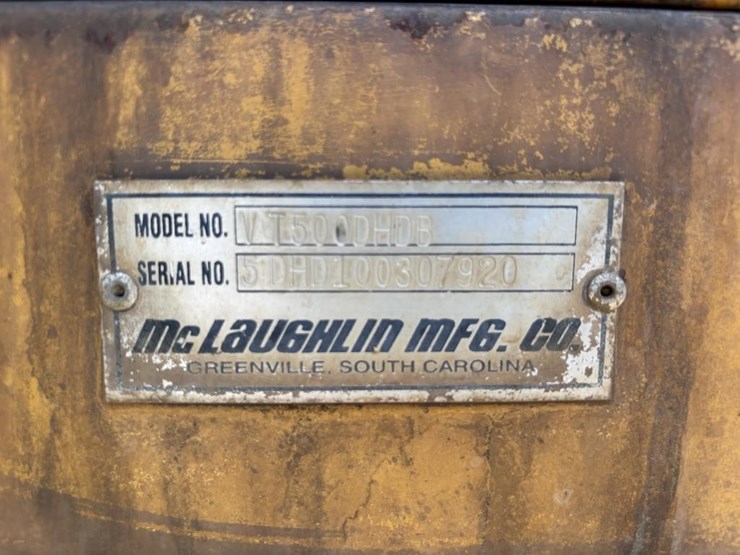 MODEL NO. VT500DHDB
SERIAL NO. 5DHD100307920
McLAUGHLIN MFG. CO.
GREENVILLE, SOUTH CAROLINA